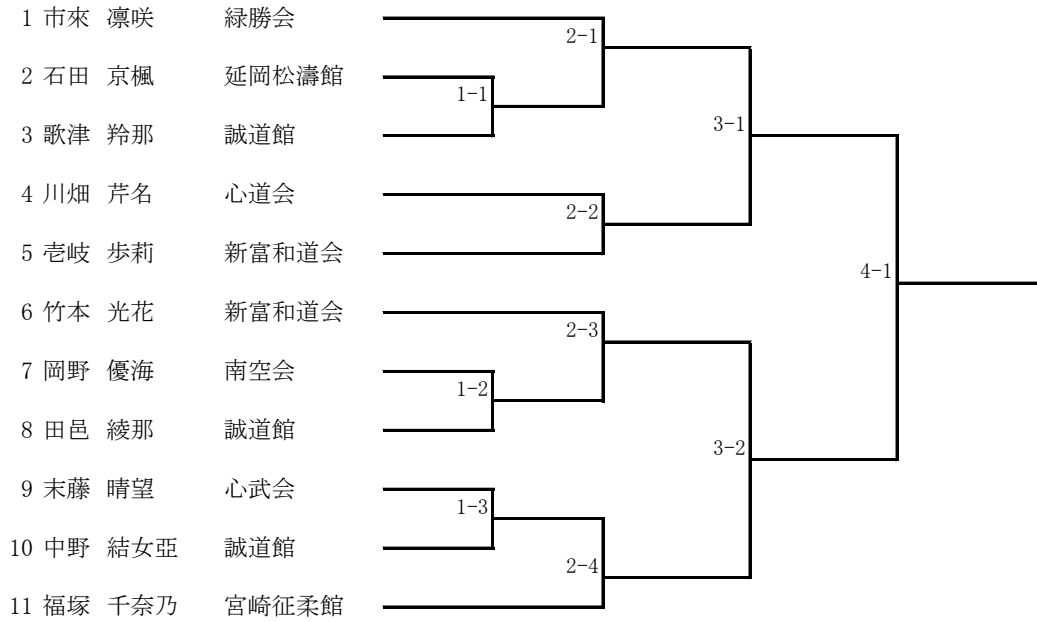 1 市來 凛咲 緑勝会
2-1
2 石田 京楓 延岡松濤館
1-1
3 歌津 羚那 誠道館
3-1
4 川畑 芹名 心道会
2-2
5 壱岐 歩莉 新富和道会
4-1
6 竹本 光花 新富和道会
2-3
7 岡野 優海 南空会
1-2
8 田邑 綾那 誠道館
3-2
9 末藤 晴望 心武会
1-3
10 中野 結女亞 誠道館
2-4
11 福塚 千奈乃 宮崎征柔館